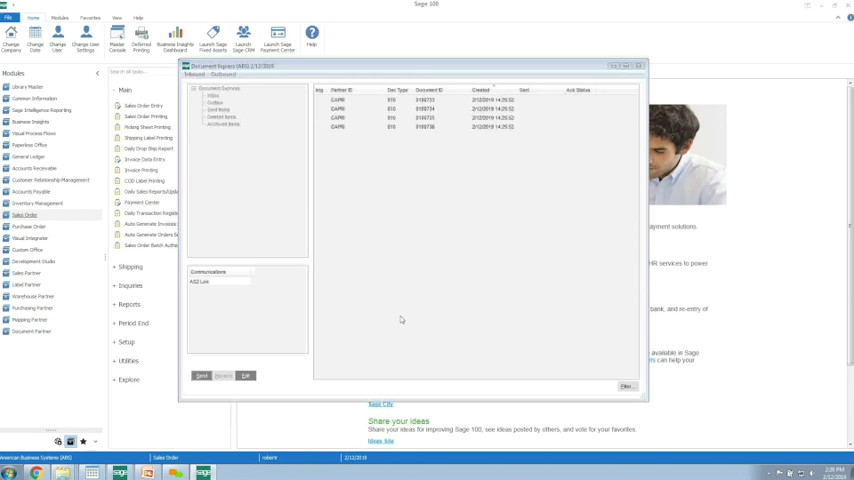 Sage 100
File Home Modules Favorites View Help
Change Company
Change Date
Change User
Change User Settings
Master Console
Deferred Printing
Business Insights Dashboard
Launch Sage Fixed Assets
Launch Sage CRM
Launch Sage Payment Center
Help
Modules
Library Master
Common Information
Sage Intelligence Reporting
Business Insights
Visual Process Flows
Paperless Office
General Ledger
Accounts Receivable
Customer Relationship Management
Accounts Payable
Inventory Management
Sales Order
Purchase Order
Visual Integrator
Custom Office
Development Studio
Sales Partner
Label Partner
Warehouse Partner
Purchasing Partner
Mapping Partner
Document Partner
Search all tasks...
Main
Sales Order Entry
Sales Order Printing
Picking Sheet Printing
Shipping Label Printing
Daily Drop Ship Report
Invoice Data Entry
Invoice Printing
COD Label Printing
Daily Sales Reports/Upda
Payment Center
Daily Transaction Registe
Auto Generate Invoices
Auto Generate Orders Se
Sales Order Batch Autho
+ Shipping
+ Inquiries
+ Reports
+ Period End
+ Setup
+ Utilities
+ Explore
Document Express (ABS) 2/12/2019
Inbound Outbound
Document Express
Inbox
Outbox
Sent Items
Deleted Items
Archived Items
Communications
AS2 Link
Send Edit
Partner ID Doc Type Document ID Created Sent Ack Status
CAPRI 810 0100733 2/12/2019 14:25:52
CAPRI 810 0100734 2/12/2019 14:25:52
CAPRI 810 0100735 2/12/2019 14:25:52
CAPRI 810 0100736 2/12/2019 14:25:52
Filter...
ayment solutions.
HR services to power
bank, and re-entry of
available in Sage
can help your
Sage City
Share your ideas
Share your ideas for improving Sage 100, see ideas posted by others, and vote for your favorites.
Ideas Site
American Business Systems (ABS) Sales Order robertr 2/12/2019
sage
sage
2:26 PM
2/12/2019